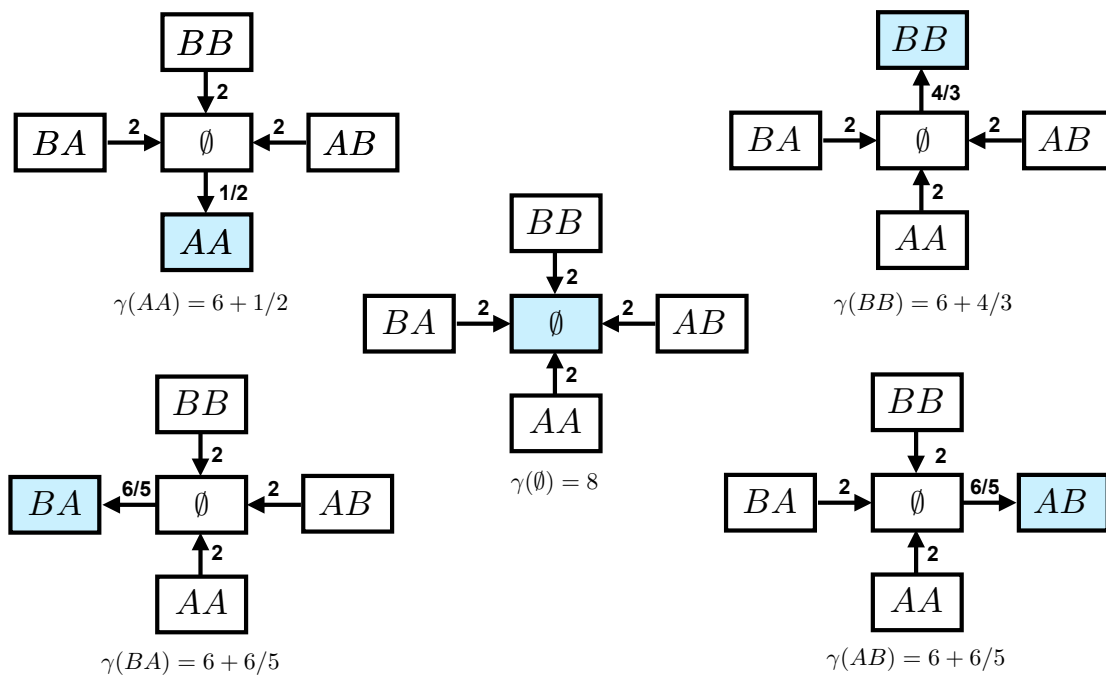 BB
2
BA
2
∅
2
AB
1/2
AA
γ(AA) = 6 + 1/2
BB
4/3
BA
2
∅
2
AB
2
AA
γ(BB) = 6 + 4/3
BB
2
BA
2
∅
2
AB
2
AA
γ(∅) = 8
BB
2
BA
6/5
∅
2
AB
2
AA
γ(BA) = 6 + 6/5
BB
2
BA
2
∅
6/5
AB
2
AA
γ(AB) = 6 + 6/5